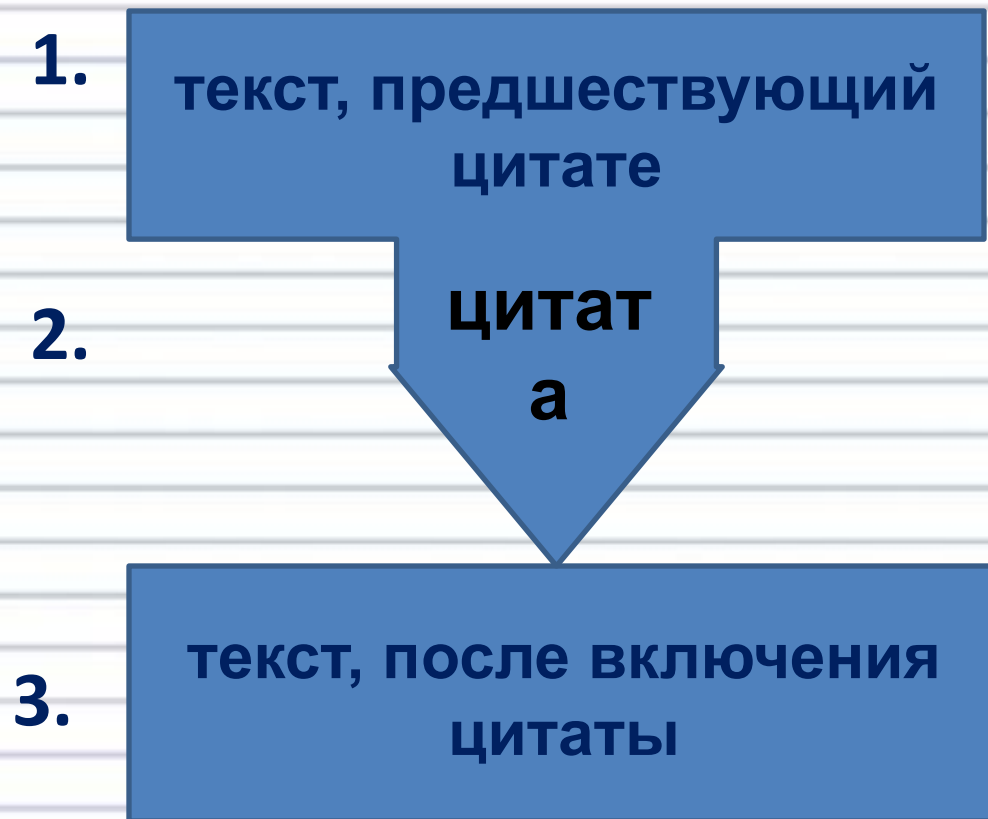 1.
текст, предшествующий
цитате
2.
цитат
а
3.
текст, после включения
цитаты